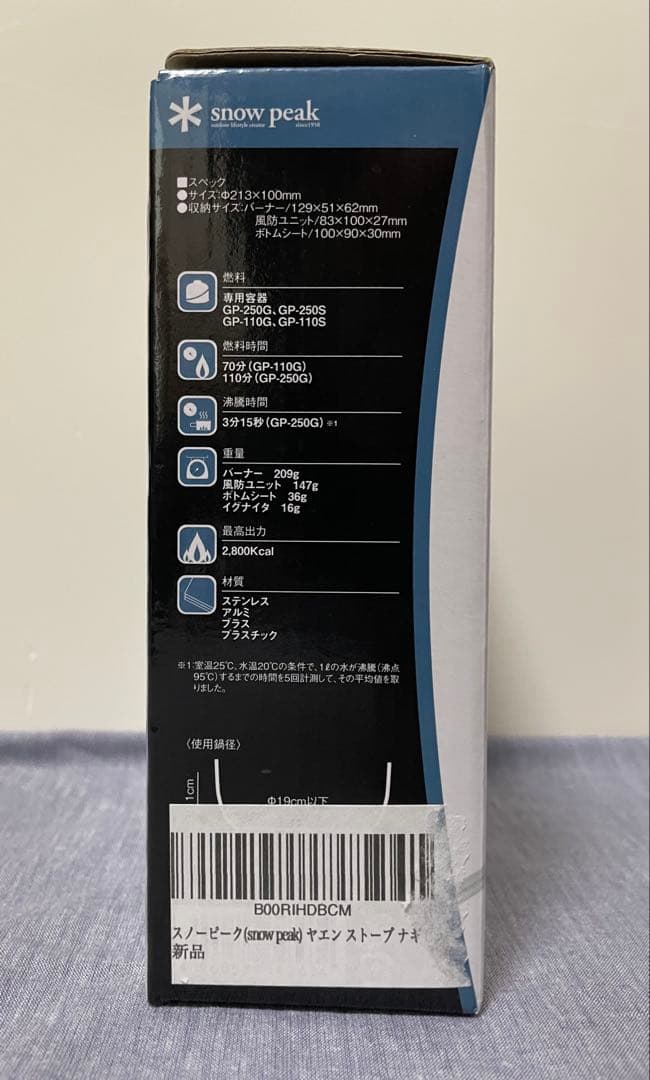 snow peak
outdoor lifestyle creator since1958
■スペック
●サイズ:Φ213×100mm
●収納サイズ:バーナー/129×51×62mm
風防ユニット/83×100×27mm
ボトムシート/100×90×30mm
燃料
専用容器
GP-250G、GP-250S
GP-110G、GP-110S
燃料時間
70分(GP-110G)
110分(GP-250G)
沸騰時間
3分15秒(GP-250G)※1
重量
バーナー 209g
風防ユニット 147g
ボトムシート 36g
イグナイタ 16g
最高出力
2,800Kcal
材質
ステンレス
アルミ
ブラス
プラスチック
※1:室温25℃、水温20℃の条件で、1ℓの水が沸騰(沸点
95℃)するまでの時間を5回計測して、その平均値を取
りました。
〈使用鍋径〉
1cm
Φ19cm以下
B00RIHDBCM
スノーピーク(snow peak) ヤエン ストーブ ナギ
新品